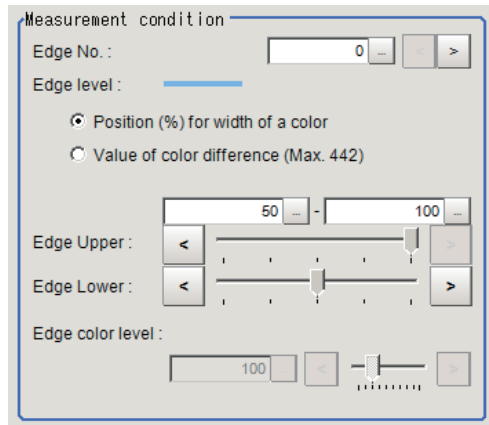 Measurement condition
Edge No. : 0 ... < >
Edge level :
Position (%) for width of a color
Value of color difference (Max. 442)
50 ... - 100 ...
Edge Upper : < >
Edge Lower : < >
Edge color level :
100 ... < >